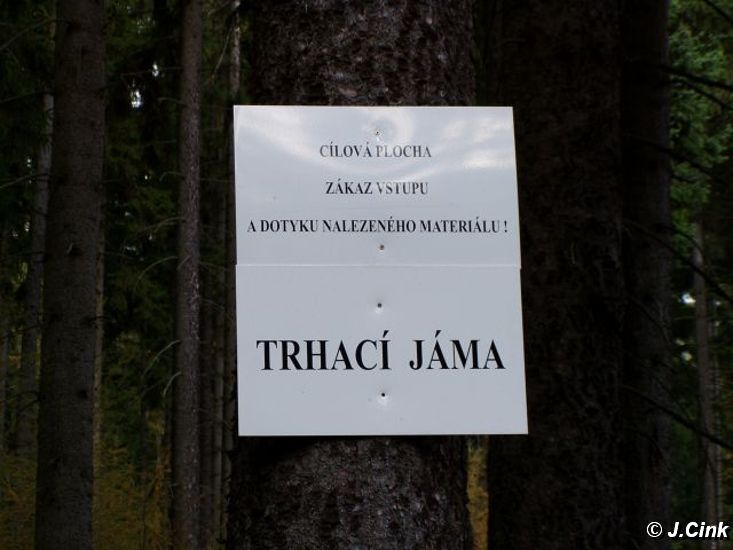 CÍLOVÁ PLOCHA
ZÁKAZ VSTUPU
A DOTYKU NALEZENÉHO MATERIÁLU !
TRHACÍ JÁMA
© J.Cink